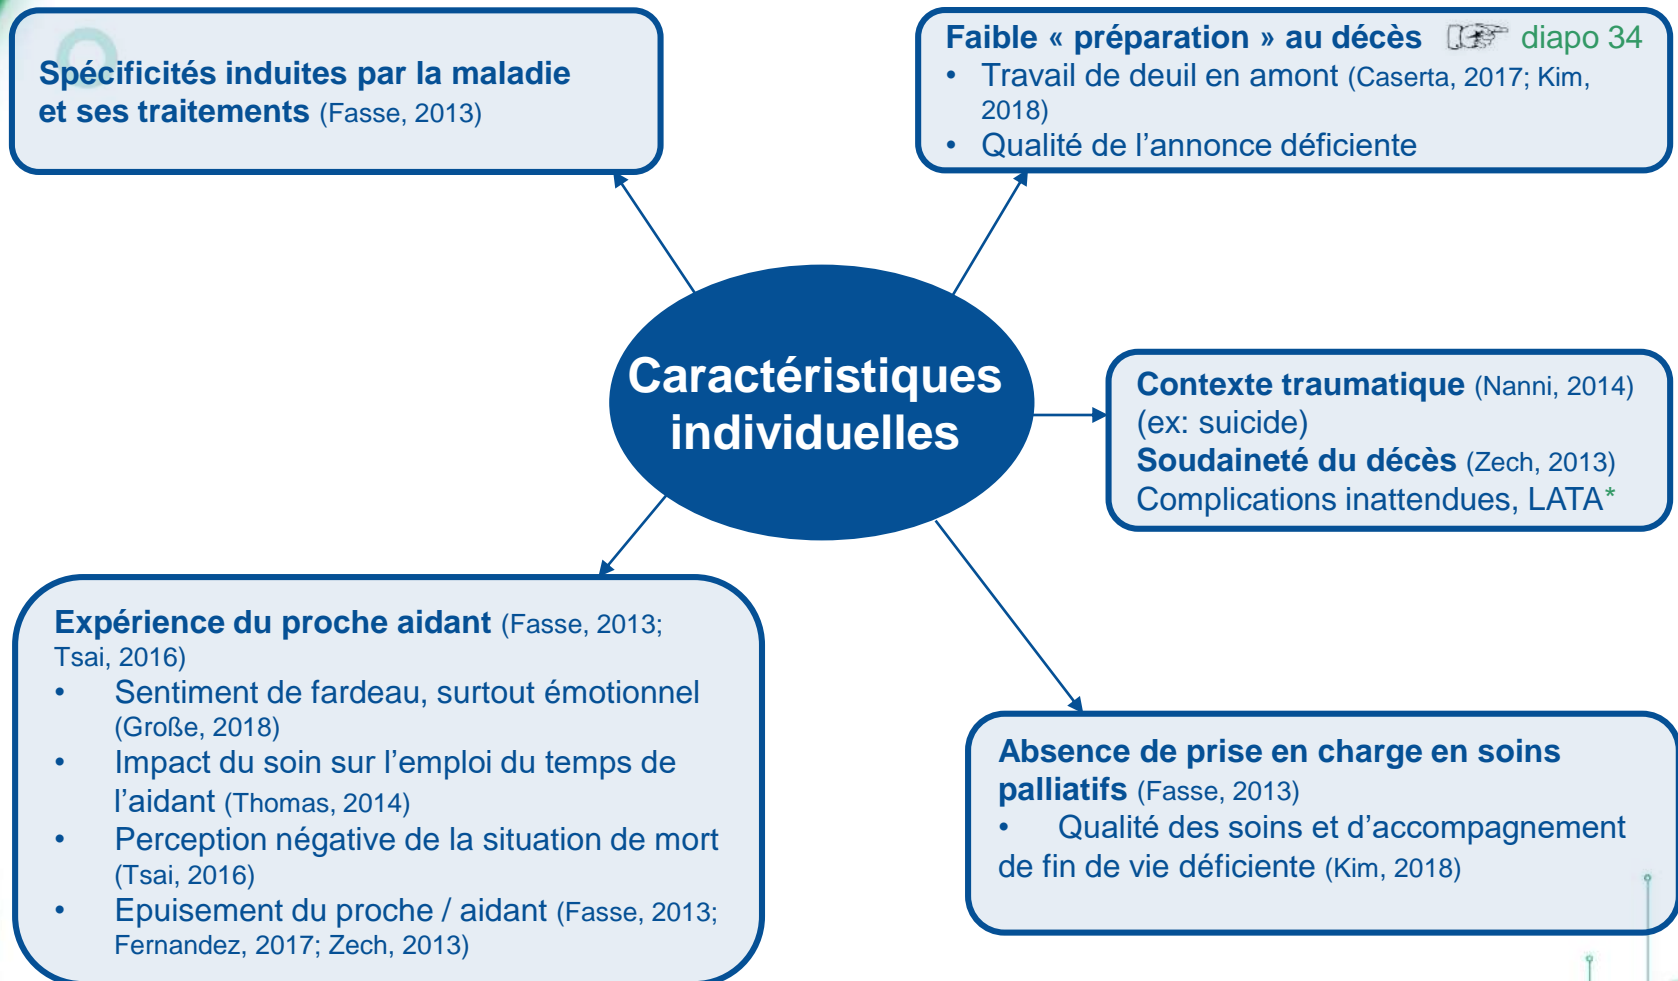 Spécificités induites par la maladie
et ses traitements (Fasse, 2013)
Faible « préparation » au décès diapo 34
• Travail de deuil en amont (Caserta, 2017; Kim,
2018)
• Qualité de l’annonce déficiente
Caractéristiques
individuelles
Contexte traumatique (Nanni, 2014)
(ex: suicide)
Soudaineté du décès (Zech, 2013)
Complications inattendues, LATA*
Expérience du proche aidant (Fasse, 2013;
Tsai, 2016)
• Sentiment de fardeau, surtout émotionnel
(Große, 2018)
• Impact du soin sur l’emploi du temps de
l’aidant (Thomas, 2014)
• Perception négative de la situation de mort
(Tsai, 2016)
• Epuisement du proche / aidant (Fasse, 2013;
Fernandez, 2017; Zech, 2013)
Absence de prise en charge en soins
palliatifs (Fasse, 2013)
• Qualité des soins et d’accompagnement
de fin de vie déficiente (Kim, 2018)